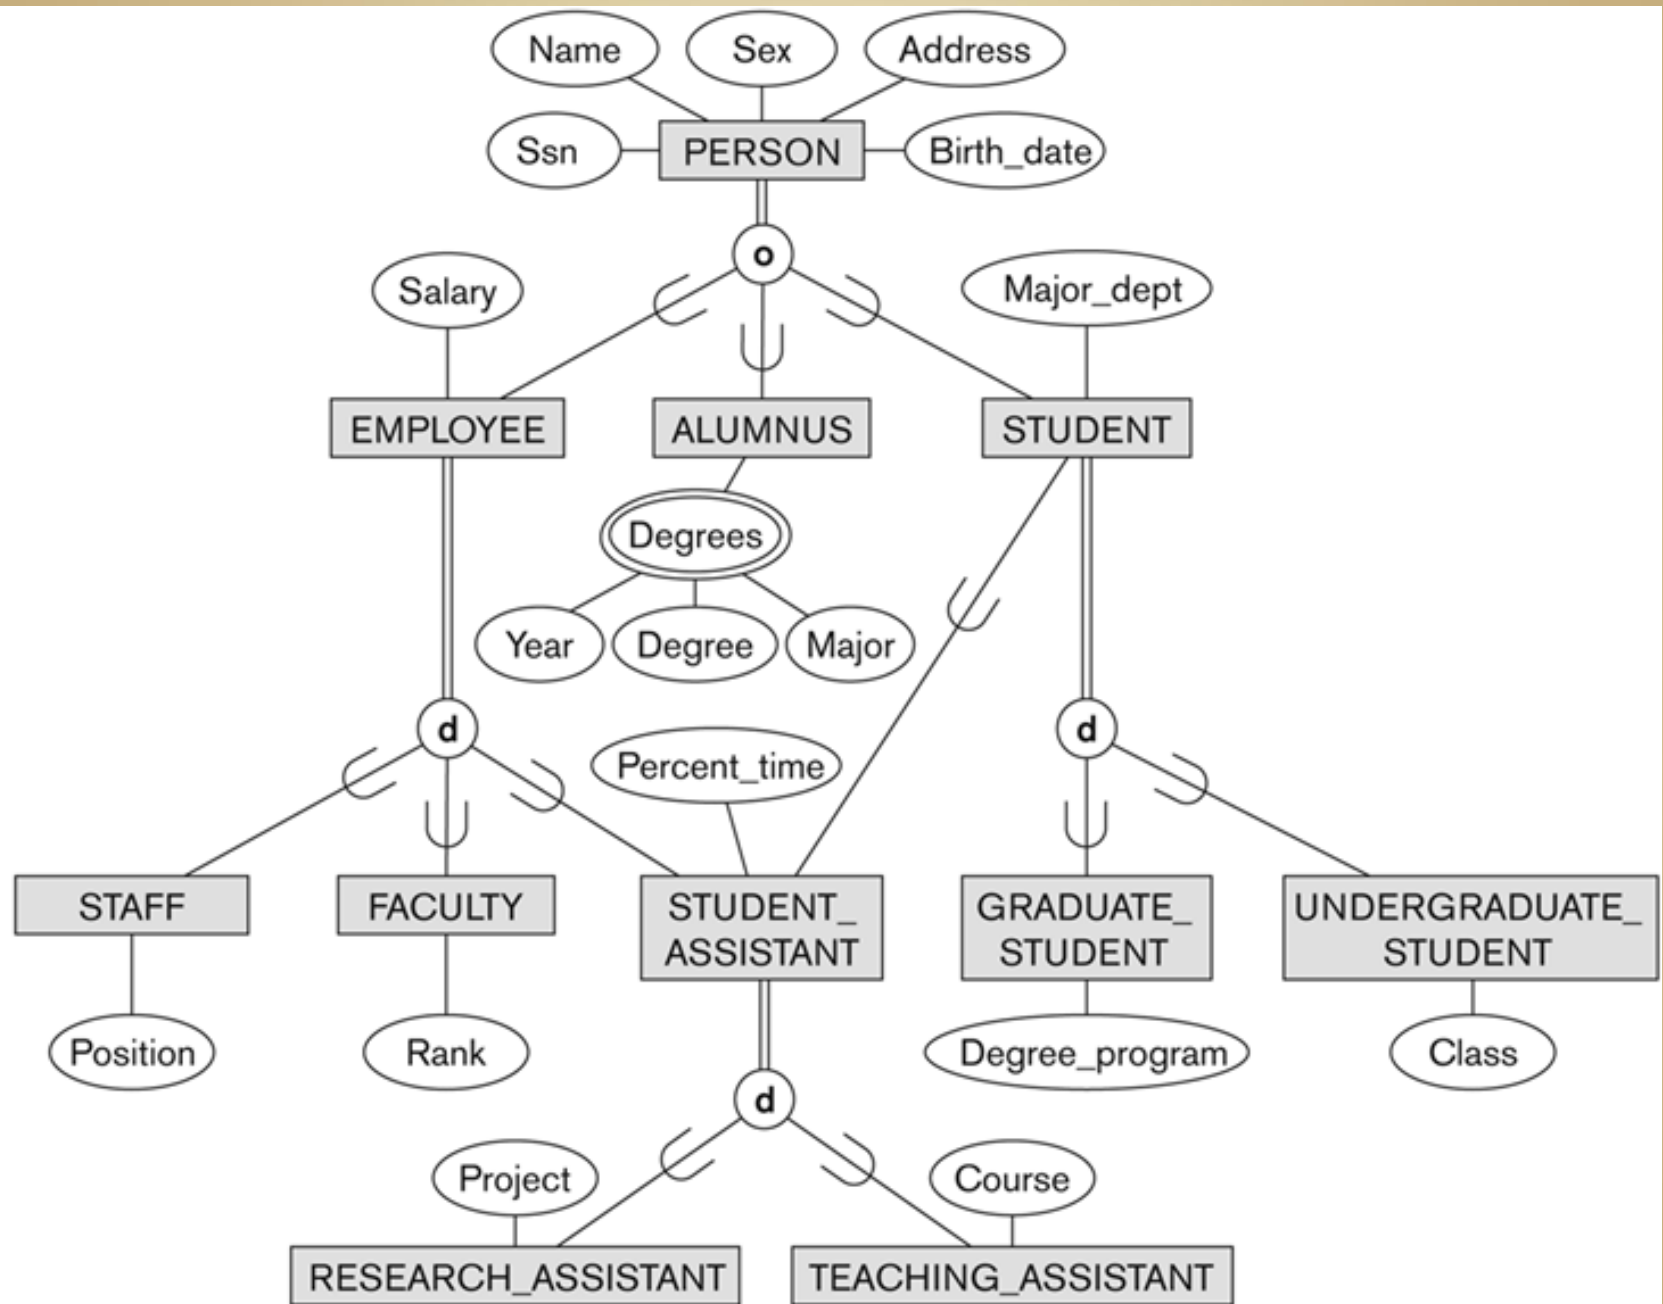 Name
Sex
Address
Ssn
PERSON
Birth_date
o
Salary
Major_dept
EMPLOYEE
ALUMNUS
STUDENT
Degrees
Year
Degree
Major
d
d
Percent_time
STAFF
FACULTY
STUDENT_
ASSISTANT
GRADUATE_
STUDENT
UNDERGRADUATE_
STUDENT
Position
Rank
Degree_program
Class
d
Project
Course
RESEARCH_ASSISTANT
TEACHING_ASSISTANT